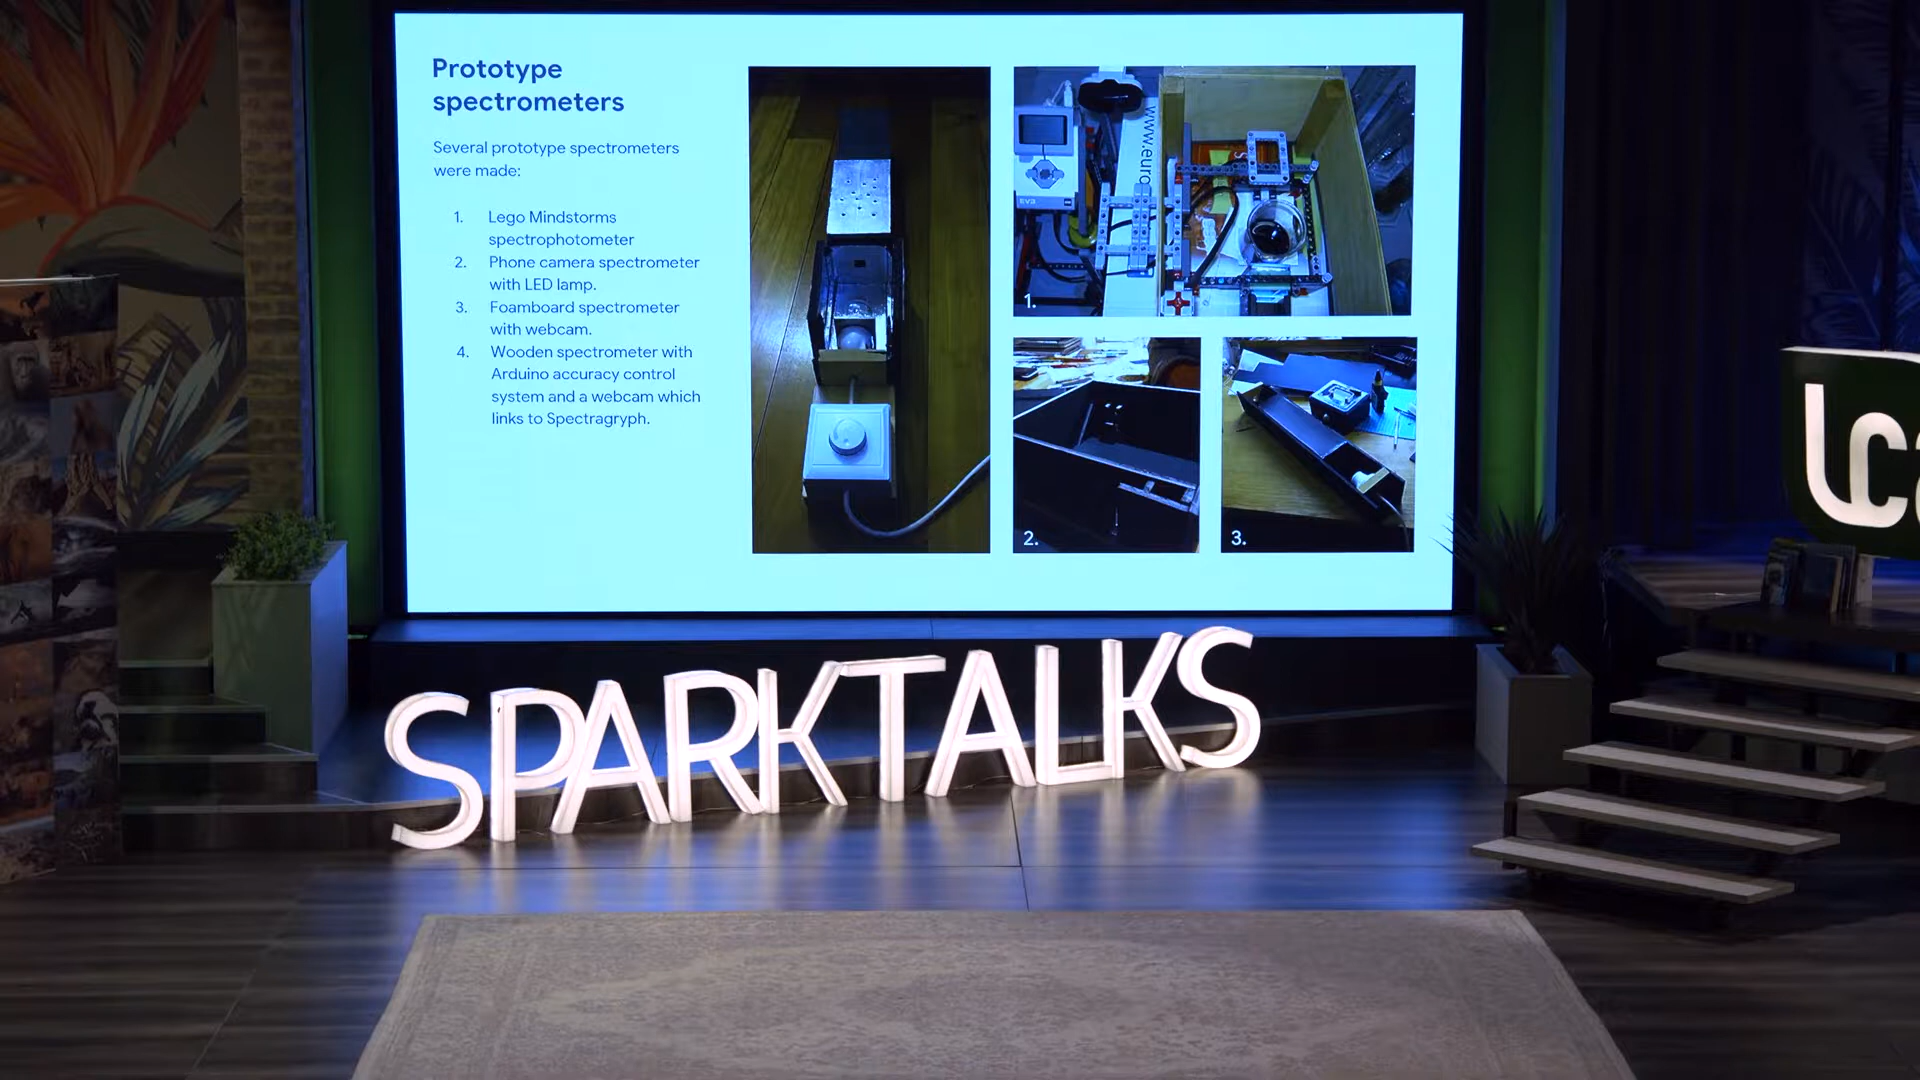 Prototype
spectrometers
Several prototype spectrometers
were made:
1. Lego Mindstorms
spectrophotometer
2. Phone camera spectrometer
with LED lamp.
3. Foamboard spectrometer
with webcam.
4. Wooden spectrometer with
Arduino accuracy control
system and a webcam which
links to Spectragryph.
www.euro
EV3
1.
2.
3.
SPARKTALKS